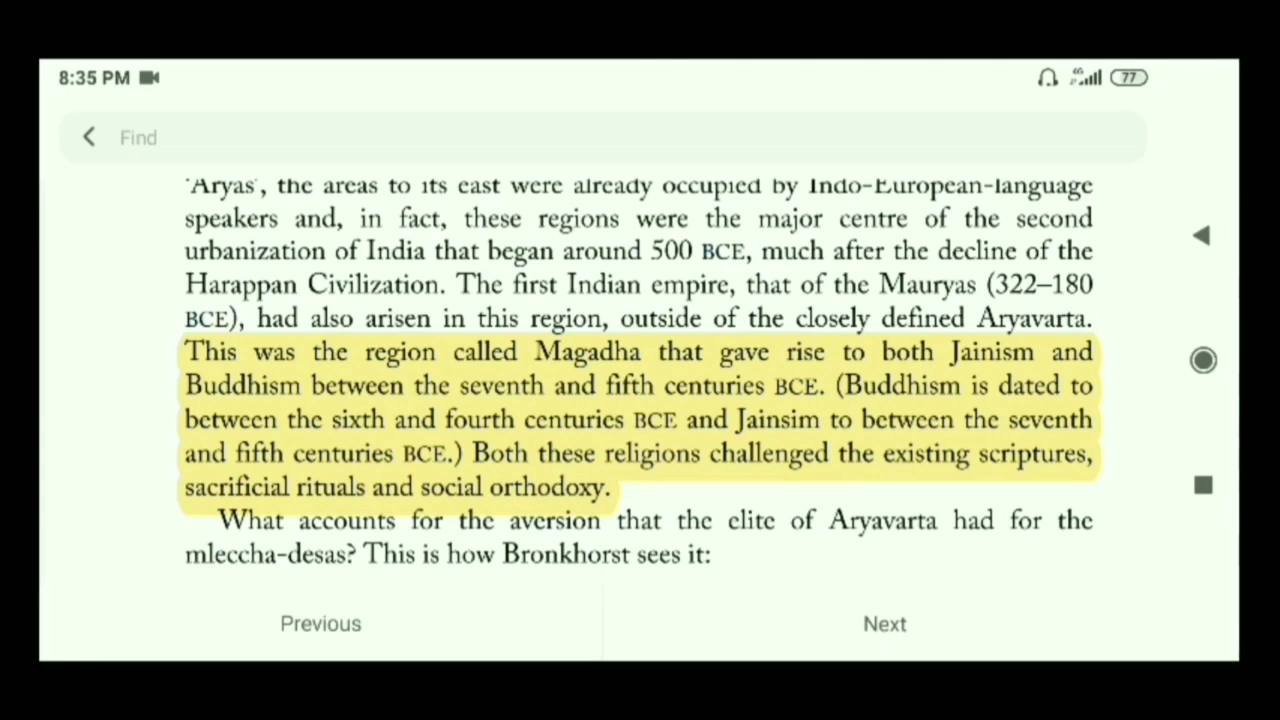 8:35 PM
4G
77
Find
'Aryas', the areas to its east were already occupied by Indo-European-language
speakers and, in fact, these regions were the major centre of the second
urbanization of India that began around 500 BCE, much after the decline of the
Harappan Civilization. The first Indian empire, that of the Mauryas (322–180
BCE), had also arisen in this region, outside of the closely defined Aryavarta.
This was the region called Magadha that gave rise to both Jainism and
Buddhism between the seventh and fifth centuries BCE. (Buddhism is dated to
between the sixth and fourth centuries BCE and Jainsim to between the seventh
and fifth centuries BCE.) Both these religions challenged the existing scriptures,
sacrificial rituals and social orthodoxy.
What accounts for the aversion that the elite of Aryavarta had for the
mleccha-desas? This is how Bronkhorst sees it:
Previous
Next